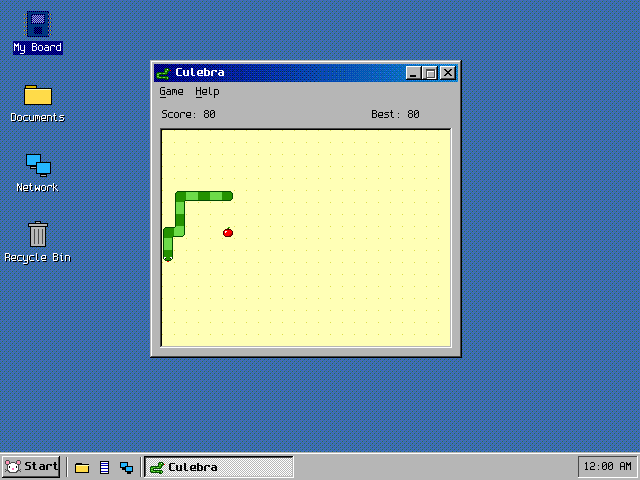 My Board
Documents
Network
Recycle Bin
Culebra
Game Help
Score: 80 Best: 80
Start
Culebra
12:00 AM